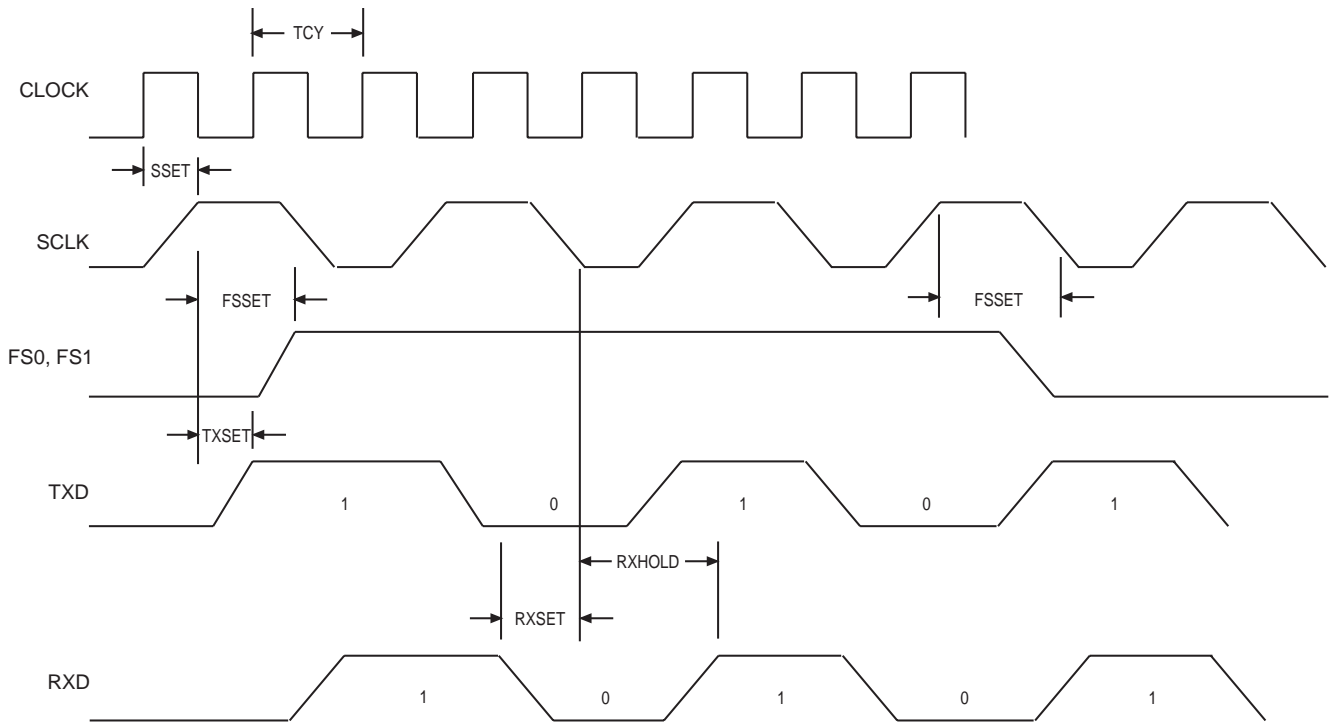 TCY
CLOCK
SSET
SCLK
FSSET FSSET
FS0, FS1
TXSET
TXD 1 0 1 0 1
RXHOLD
RXSET
RXD 1 0 1 0 1